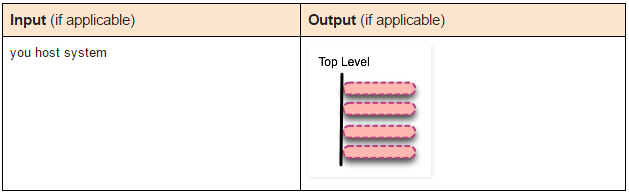 Input (if applicable)
Output (if applicable)
you host system
Top Level